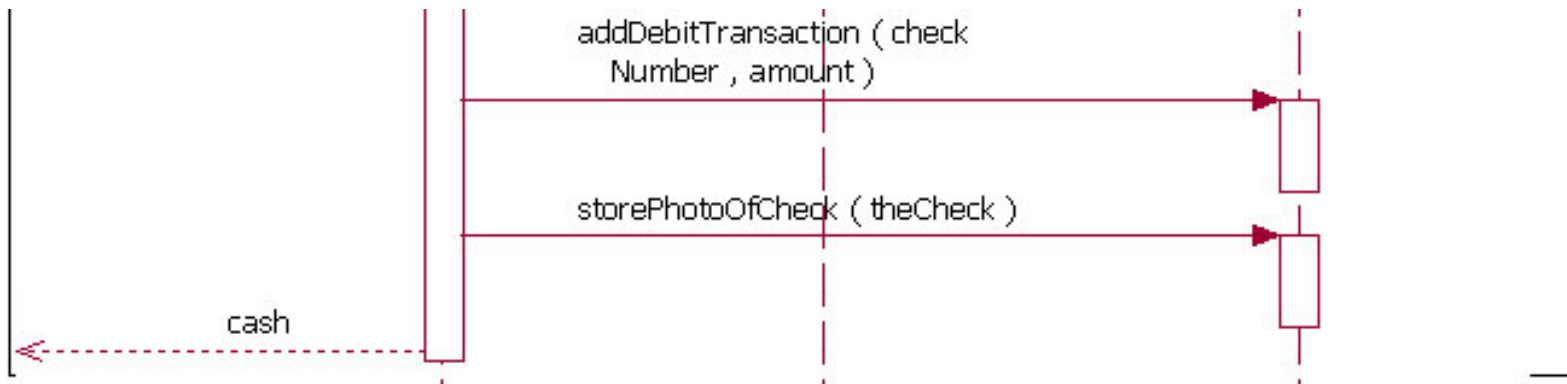 addDebitTransaction ( check
Number , amount )
storePhotoOfCheck ( theCheck )
cash